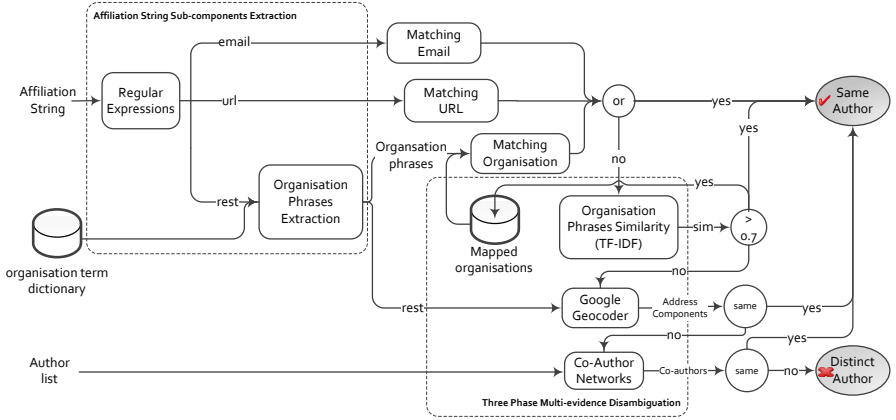 Affiliation String Sub-components Extraction
email
Matching
Email
Affiliation
String
Regular
Expressions
url
Matching
URL
or
yes
Same
Author
yes
Organsation
phrases
Matching
Organisation
no
rest
Organisation
Phrases
Extraction
yes
Mapped
organisations
Organisation
Phrases Similarity
(TF-IDF)
sim
>
0.7
organisation term
dictionary
no
rest
Google
Geocoder
Address
Components
same
yes
no
yes
Author
list
Co-Author
Networks
Co-authors
same
no
Distinct
Author
Three Phase Multi-evidence Disambiguation